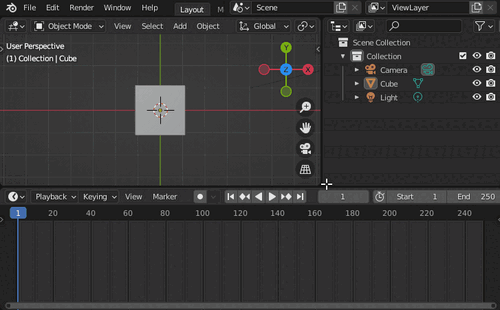 File Edit Render Window Layout M Scene ViewLayer
Object Mode View Select Add Object Global
User Perspective
(1) Collection | Cube
Y
Z X
Scene Collection
Collection
Camera
Cube
Light
Playback Keying View Marker 1 Start 1 End 250
1 20 40 60 80 100 120 140 160 180 200 220 240